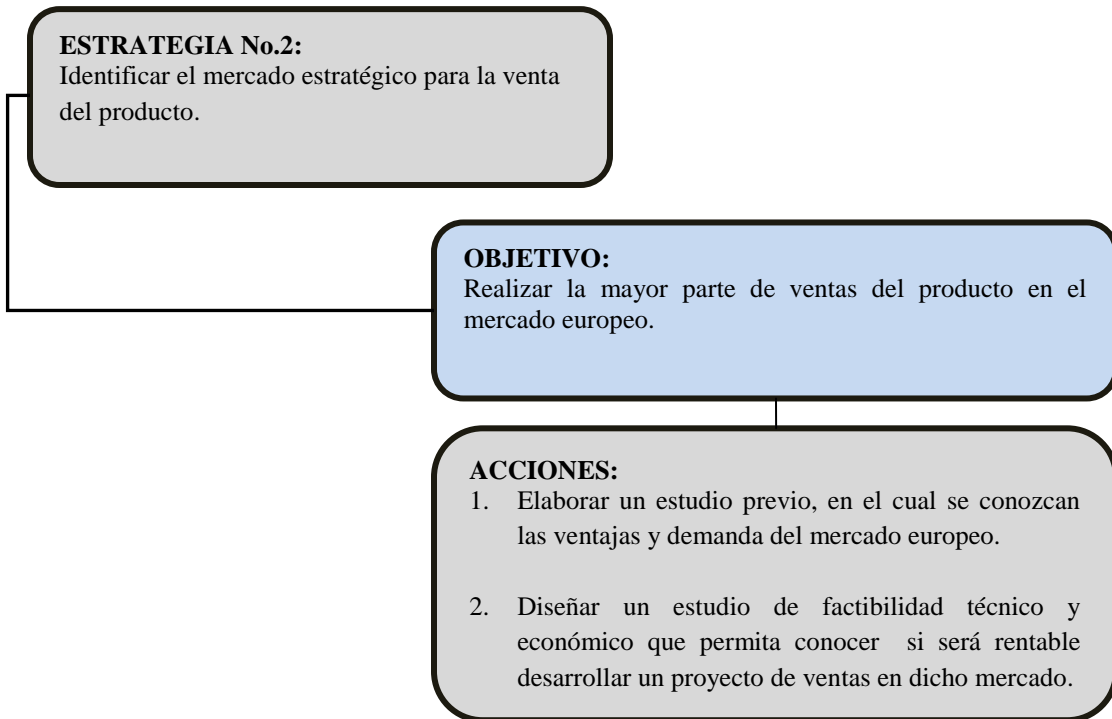 ESTRATEGIA No.2:
Identificar el mercado estratégico para la venta
del producto.
OBJETIVO:
Realizar la mayor parte de ventas del producto en el
mercado europeo.
ACCIONES:
1. Elaborar un estudio previo, en el cual se conozcan
las ventajas y demanda del mercado europeo.
2. Diseñar un estudio de factibilidad técnico y
económico que permita conocer si será rentable
desarrollar un proyecto de ventas en dicho mercado.